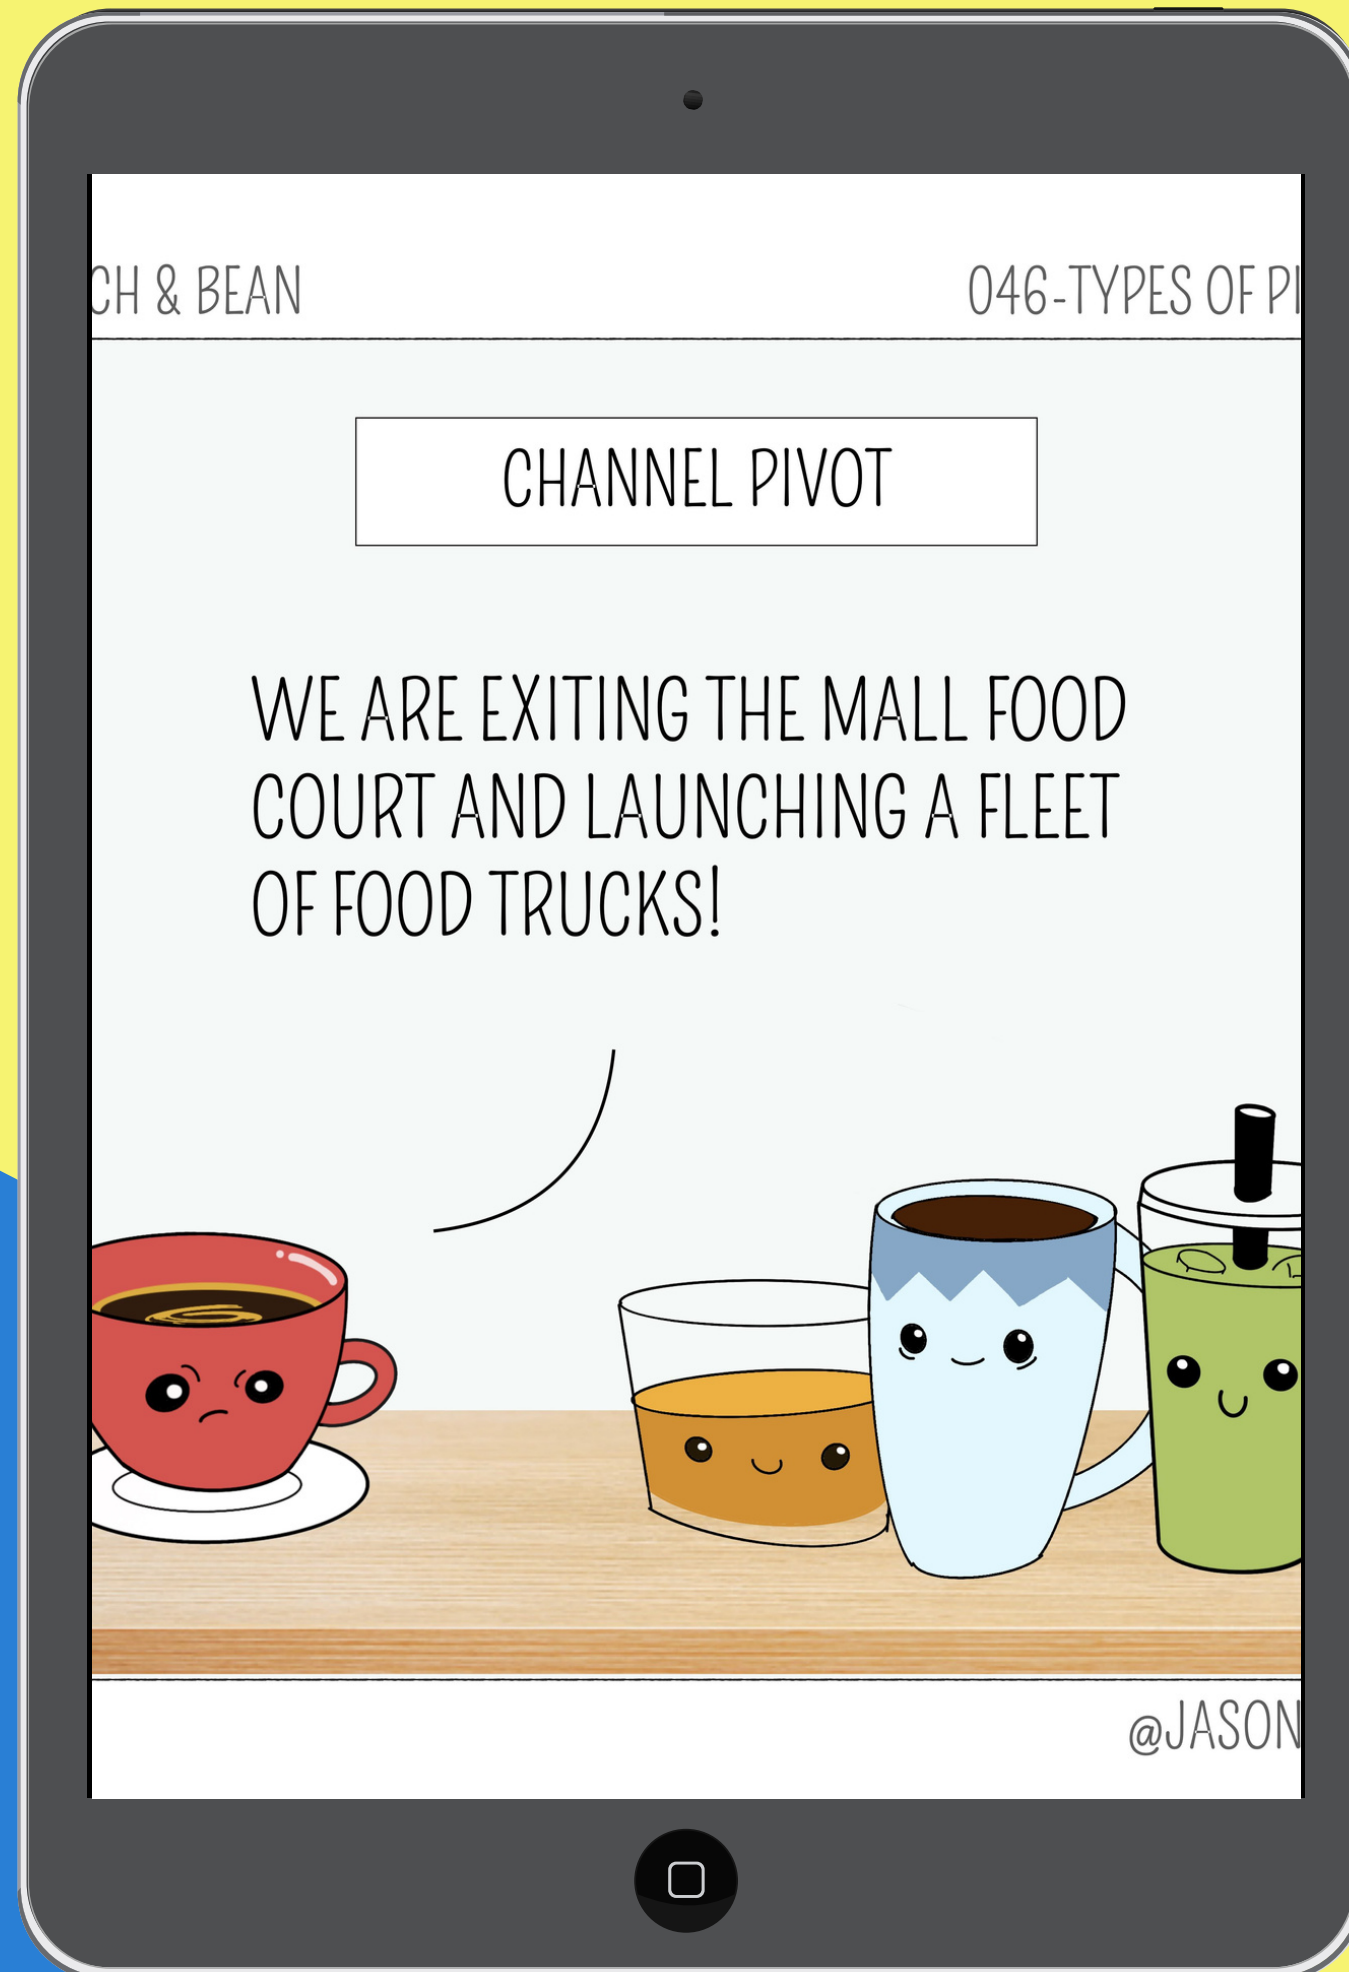 CH & BEAN
046-TYPES OF PI
CHANNEL PIVOT
WE ARE EXITING THE MALL FOOD
COURT AND LAUNCHING A FLEET
OF FOOD TRUCKS!
@JASON